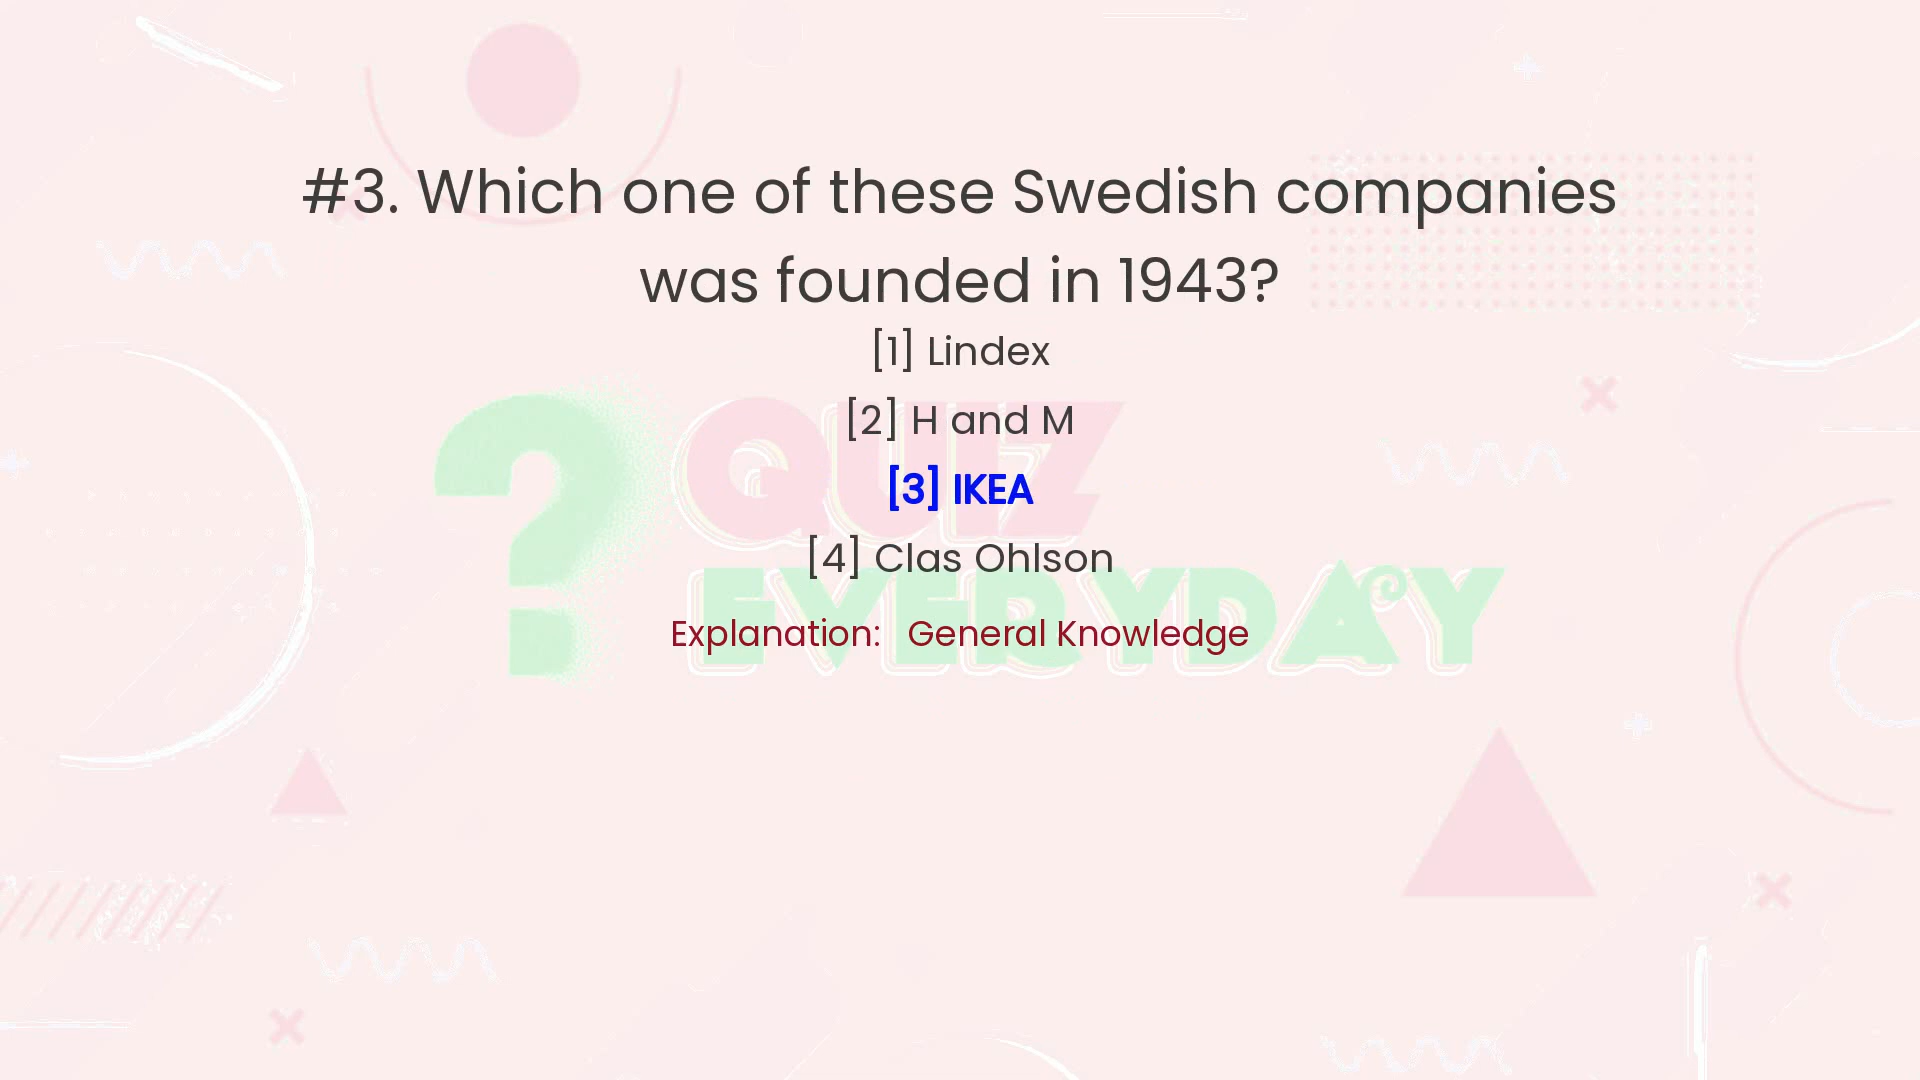 #3. Which one of these Swedish companies
was founded in 1943?
[1] Lindex
[2] H and M
[3] IKEA
[4] Clas Ohlson
Explanation: General Knowledge
? QUIZ
EVERYDAY